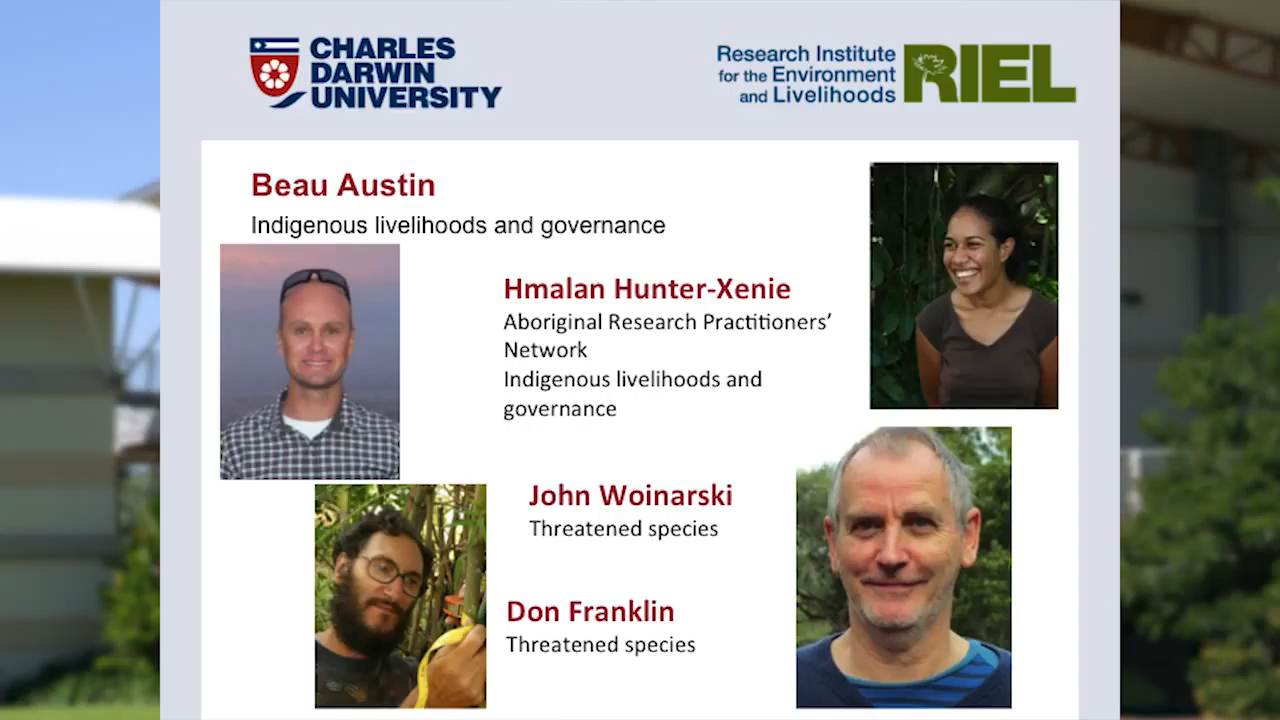 CHARLES
DARWIN
UNIVERSITY
Research Institute
for the Environment
and Livelihoods
RIEL
Beau Austin
Indigenous livelihoods and governance
Hmalan Hunter-Xenie
Aboriginal Research Practitioners’
Network
Indigenous livelihoods and
governance
John Woinarski
Threatened species
Don Franklin
Threatened species